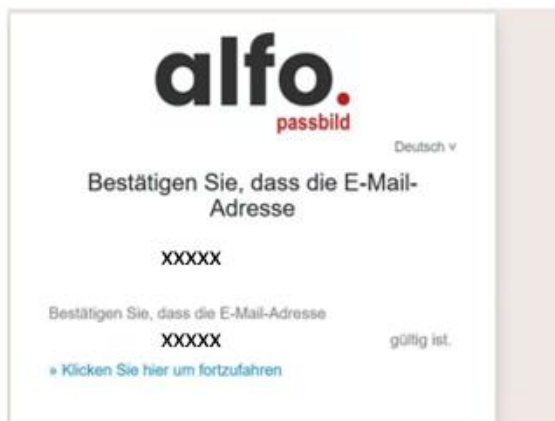 alfo.
passbild
Deutsch ˅
Bestätigen Sie, dass die E-Mail-
Adresse
XXXXX
Bestätigen Sie, dass die E-Mail-Adresse
XXXXX gültig ist.
» Klicken Sie hier um fortzufahren